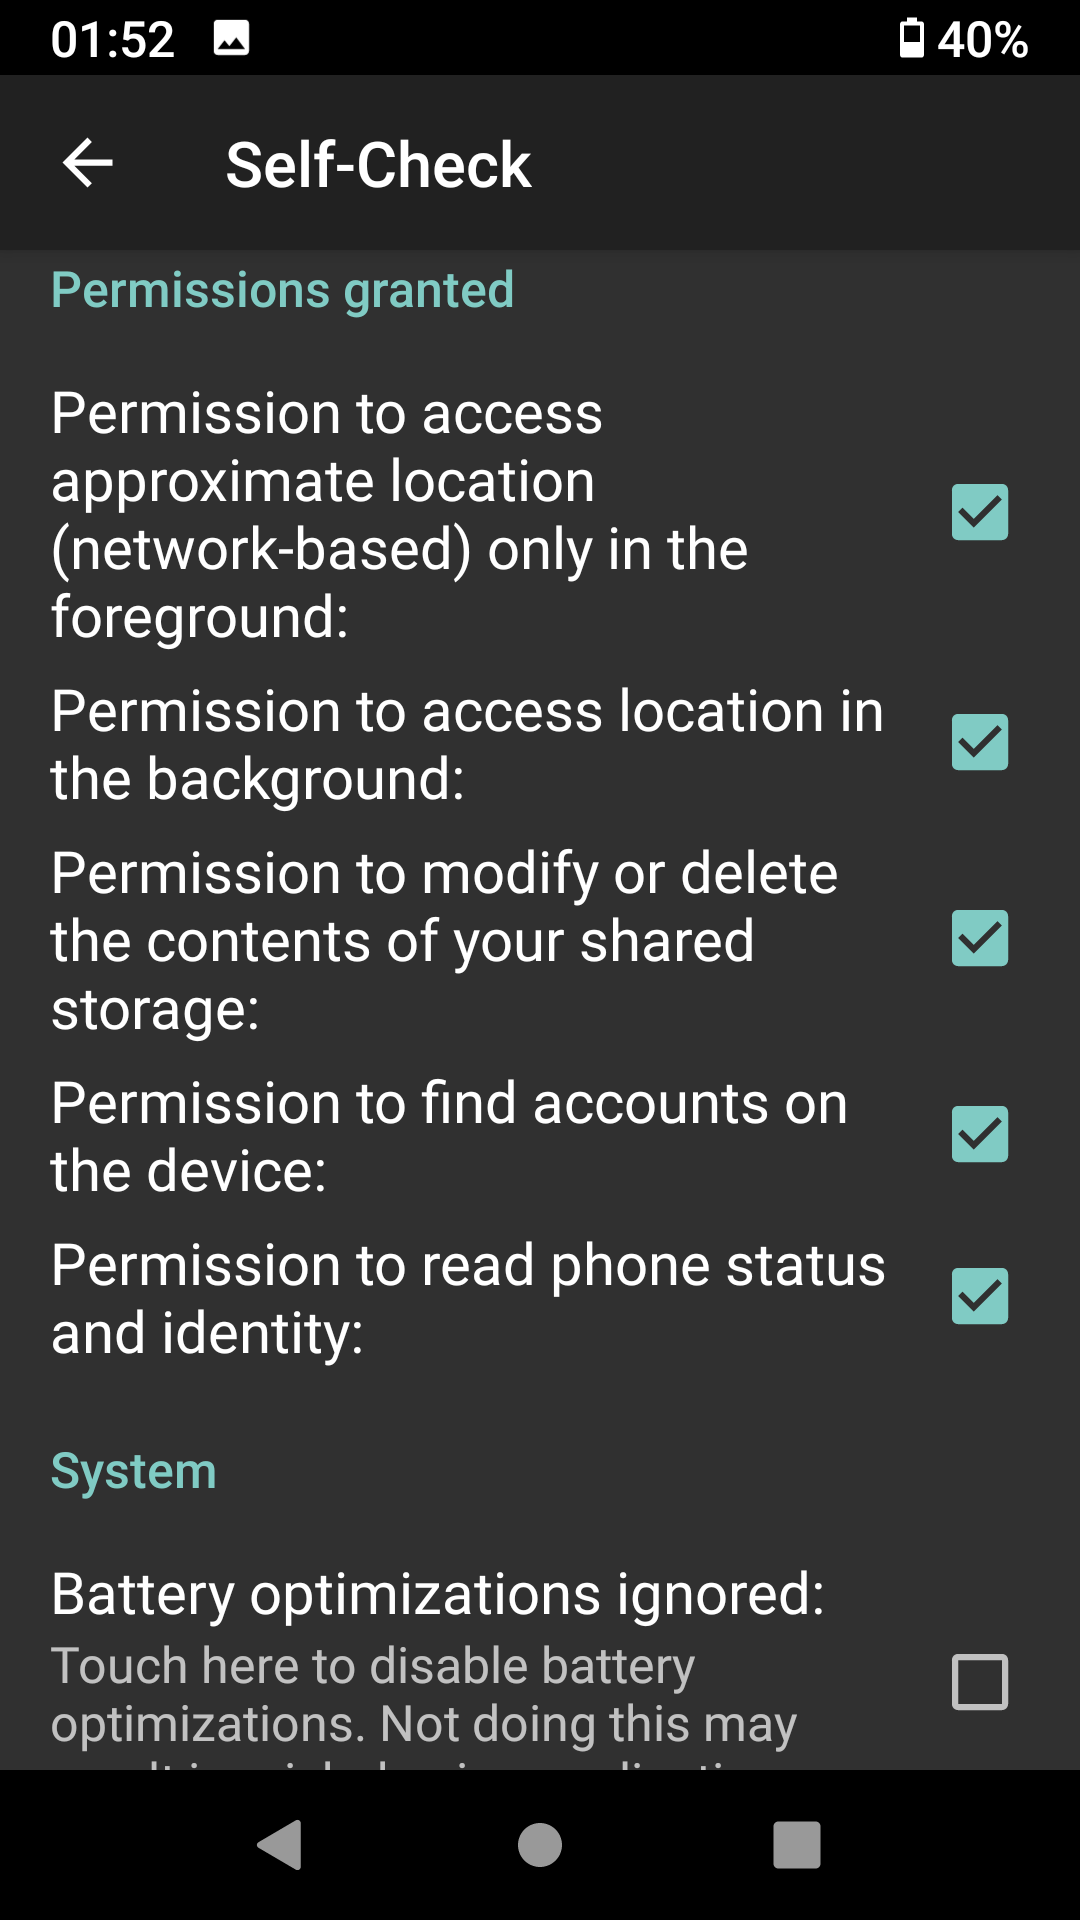 01:52 40%
Self-Check
Permissions granted
Permission to access
approximate location
(network-based) only in the
foreground:
Permission to access location in
the background:
Permission to modify or delete
the contents of your shared
storage:
Permission to find accounts on
the device:
Permission to read phone status
and identity:
System
Battery optimizations ignored:
Touch here to disable battery
optimizations. Not doing this may